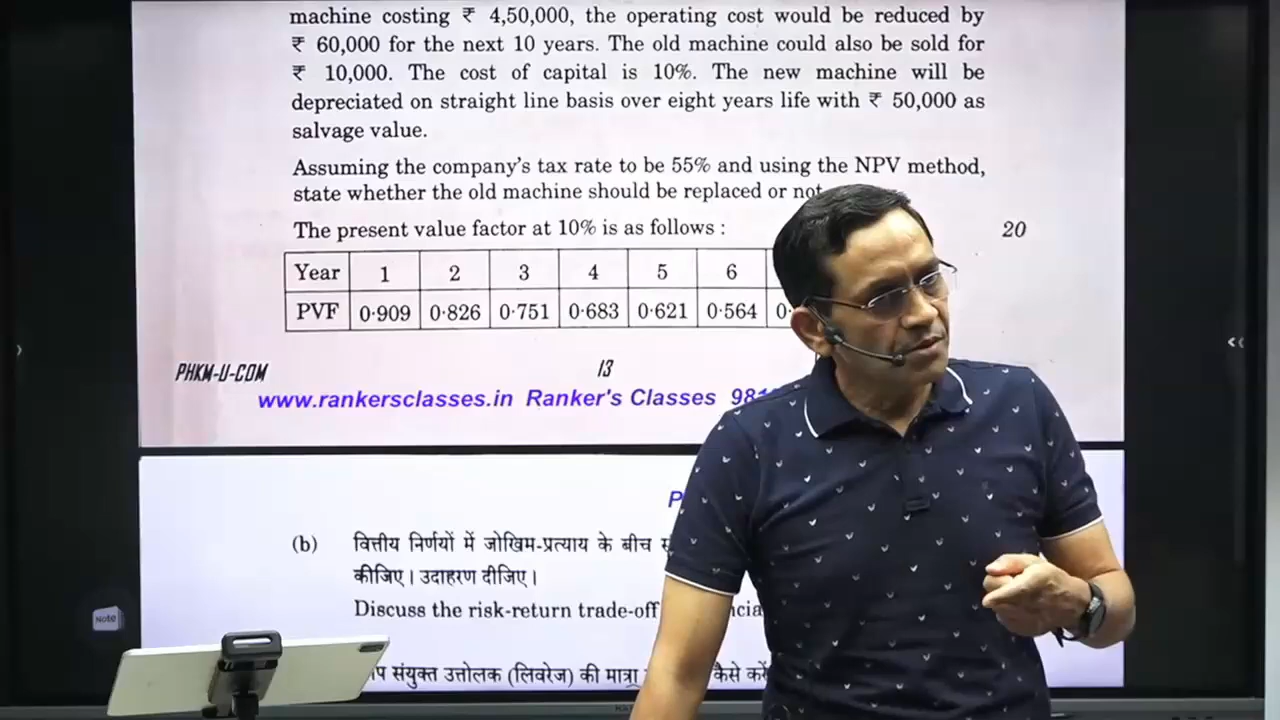 machine costing ₹ 4,50,000, the operating cost would be reduced by
₹ 60,000 for the next 10 years. The old machine could also be sold for
₹ 10,000. The cost of capital is 10%. The new machine will be
depreciated on straight line basis over eight years life with ₹ 50,000 as
salvage value.
Assuming the company's tax rate to be 55% and using the NPV method,
state whether the old machine should be replaced or not
The present value factor at 10% is as follows :
20
Year 1 2 3 4 5 6
PVF 0·909 0·826 0·751 0·683 0·621 0·564 0·
PHKM-U-COM 13
www.rankersclasses.in Ranker's Classes 981
P
(b) वित्तीय निर्णयों में जोखिम-प्रत्याय के बीच
कीजिए। उदाहरण दीजिए।
Discuss the risk-return trade-off
Note
संयुक्त उत्तोलक (लिवरेज) की मात्रा कैसे करें